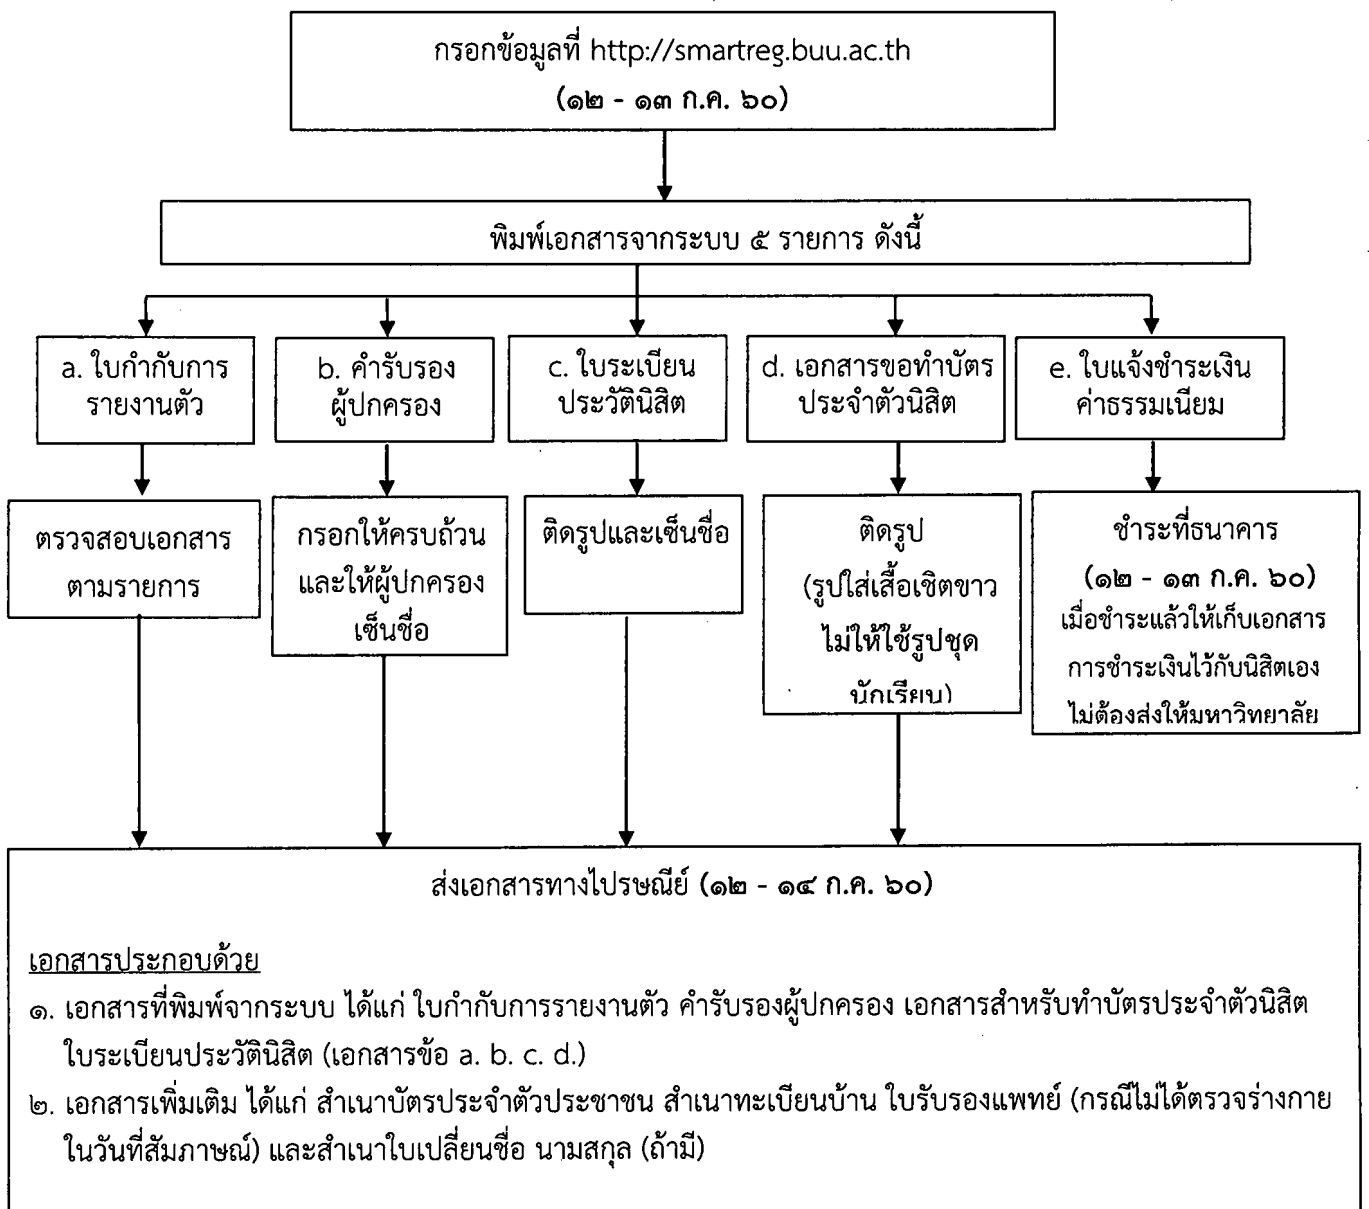 กรอกข้อมูลที่ http://smartreg.buu.ac.th
(๑๒ - ๑๓ ก.ค. ๖๐)
พิมพ์เอกสารจากระบบ ๕ รายการ ดังนี้
a. ใบกำกับการ
รายงานตัว
b. คำรับรอง
ผู้ปกครอง
c. ใบระเบียน
ประวัตินิสิต
d. เอกสารขอทำบัตร
ประจำตัวนิสิต
e. ใบแจ้งชำระเงิน
ค่าธรรมเนียม
ตรวจสอบเอกสาร
ตามรายการ
กรอกให้ครบถ้วน
และให้ผู้ปกครอง
เซ็นชื่อ
ติดรูปและเซ็นชื่อ
ติดรูป
(รูปใส่เสื้อเชิตขาว
ไม่ให้ใช้รูปชุด
นักเรียน)
ชำระที่ธนาคาร
(๑๒ - ๑๓ ก.ค. ๖๐)
เมื่อชำระแล้วให้เก็บเอกสาร
การชำระเงินไว้กับนิสิตเอง
ไม่ต้องส่งให้มหาวิทยาลัย
ส่งเอกสารทางไปรษณีย์ (๑๒ - ๑๔ ก.ค. ๖๐)
เอกสารประกอบด้วย
๑. เอกสารที่พิมพ์จากระบบ ได้แก่ ใบกำกับการรายงานตัว คำรับรองผู้ปกครอง เอกสารสำหรับทำบัตรประจำตัวนิสิต
ใบระเบียนประวัตินิสิต (เอกสารข้อ a. b. c. d.)
๒. เอกสารเพิ่มเติม ได้แก่ สำเนาบัตรประจำตัวประชาชน สำเนาทะเบียนบ้าน ใบรับรองแพทย์ (กรณีไม่ได้ตรวจร่างกาย
ในวันที่สัมภาษณ์) และสำเนาใบเปลี่ยนชื่อ นามสกุล (ถ้ามี)